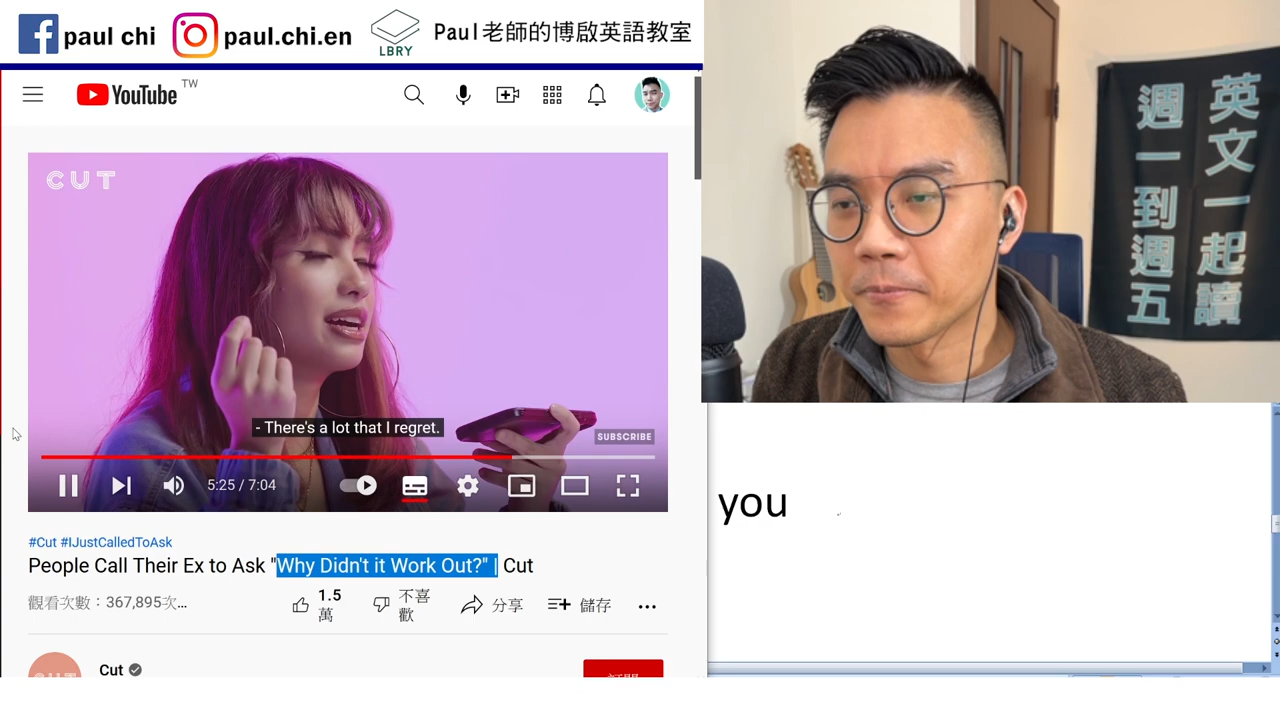 paul chi
paul.chi.en
LBRY
Paul老師的博啟英語教室
YouTube TW
CUT
- There's a lot that I regret.
SUBSCRIBE
5:25 / 7:04
#Cut #IJustCalledToAsk
People Call Their Ex to Ask "Why Didn't it Work Out?" | Cut
觀看次數：367,895次...
1.5萬
不喜歡
分享
儲存
Cut
英文一起讀
週一到週五
you